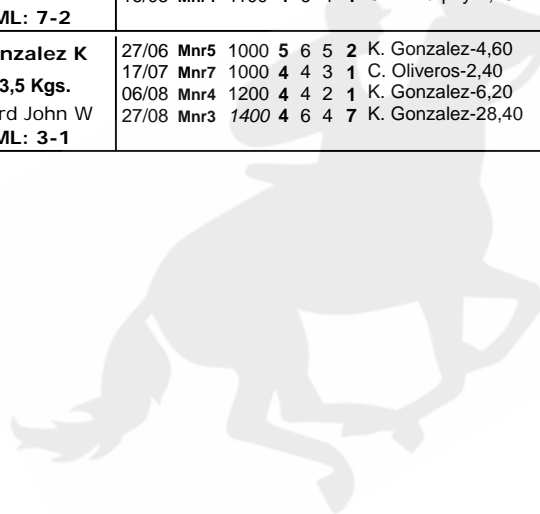 ML: 7-2
nzalez K
3,5 Kgs.
rd John W
ML: 3-1
27/06 Mnr5 1000 5 6 5 2 K. Gonzalez-4,60
17/07 Mnr7 1000 4 4 3 1 C. Oliveros-2,40
06/08 Mnr4 1200 4 4 2 1 K. Gonzalez-6,20
27/08 Mnr3 1400 4 6 4 7 K. Gonzalez-28,40